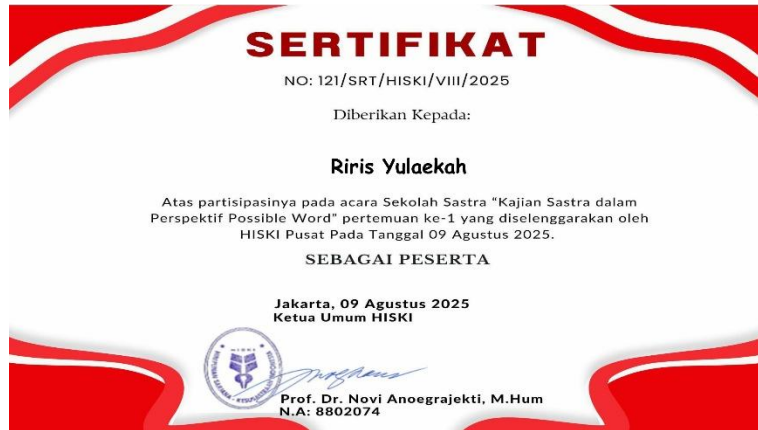 SERTIFIKAT
NO: 121/SRT/HISKI/VIII/2025
Diberikan Kepada:
Riris Yulaekah
Atas partisipasinya pada acara Sekolah Sastra "Kajian Sastra dalam
Perspektif Possible Word" pertemuan ke-1 yang diselenggarakan oleh
HISKI Pusat Pada Tanggal 09 Agustus 2025.
SEBAGAI PESERTA
Jakarta, 09 Agustus 2025
Ketua Umum HISKI
Prof. Dr. Novi Anoegrajekti, M.Hum
N.A: 8802074